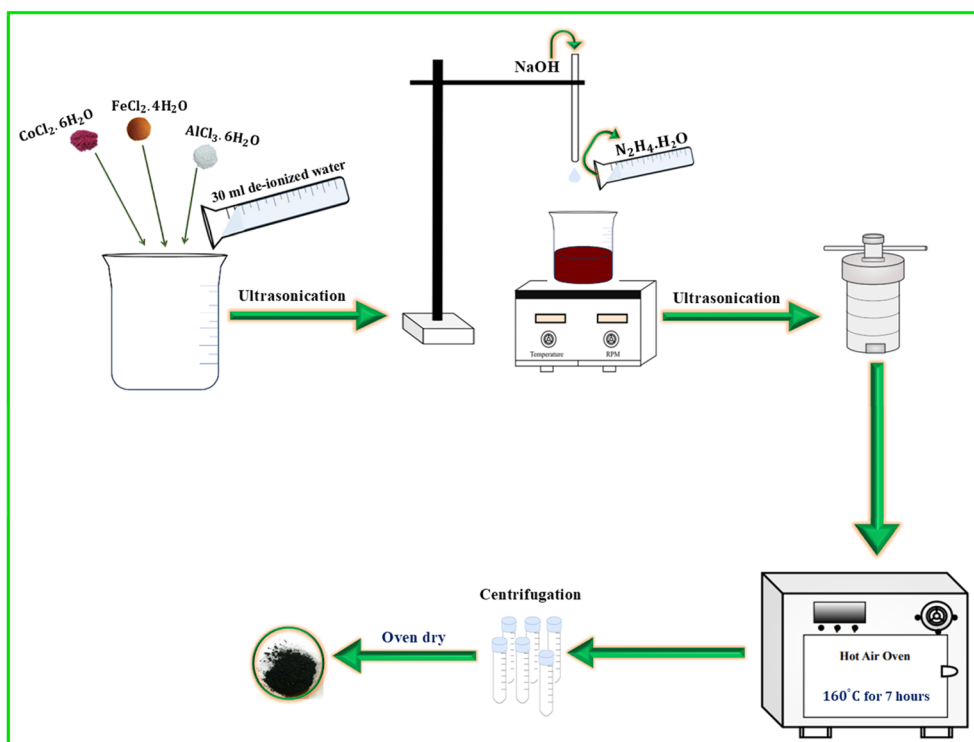 CoCl₂. 6H₂O
FeCl₂. 4H₂O
AlCl₃. 6H₂O
30 ml de-ionized water
Ultrasonication
NaOH
N₂H₄.H₂O
Temperature
RPM
Ultrasonication
Hot Air Oven
160°C for 7 hours
Centrifugation
Oven dry